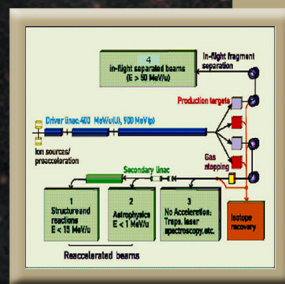 4
In-flight separated beams
(E > 50 MeV/u)
In-flight fragment
separation
Production targets
Driver linac, 400 MeV/u(U), 900 MeV(p)
Ion sources/
preacceleration
Gas
stopping
Secondary linac
1
Structure and
reactions
E < 15 MeV/u
2
Astrophysics
E < 1 MeV/u
3
No Acceleration:
Traps, laser
spectroscopy, etc.
Isotope
recovery
Reaccelerated beams